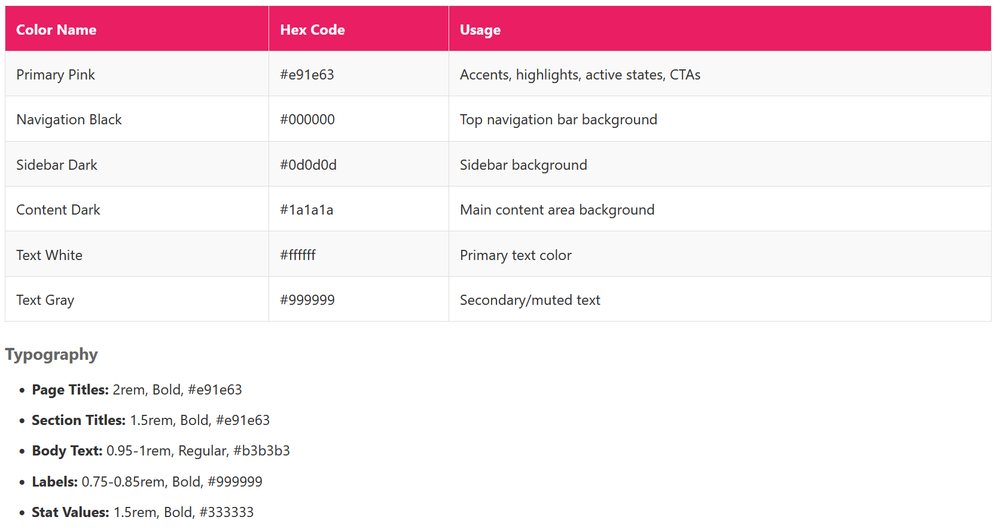 Color Name Hex Code Usage
Primary Pink #e91e63 Accents, highlights, active states, CTAs
Navigation Black #000000 Top navigation bar background
Sidebar Dark #0d0d0d Sidebar background
Content Dark #1a1a1a Main content area background
Text White #ffffff Primary text color
Text Gray #999999 Secondary/muted text
Typography
• Page Titles: 2rem, Bold, #e91e63
• Section Titles: 1.5rem, Bold, #e91e63
• Body Text: 0.95-1rem, Regular, #b3b3b3
• Labels: 0.75-0.85rem, Bold, #999999
• Stat Values: 1.5rem, Bold, #333333